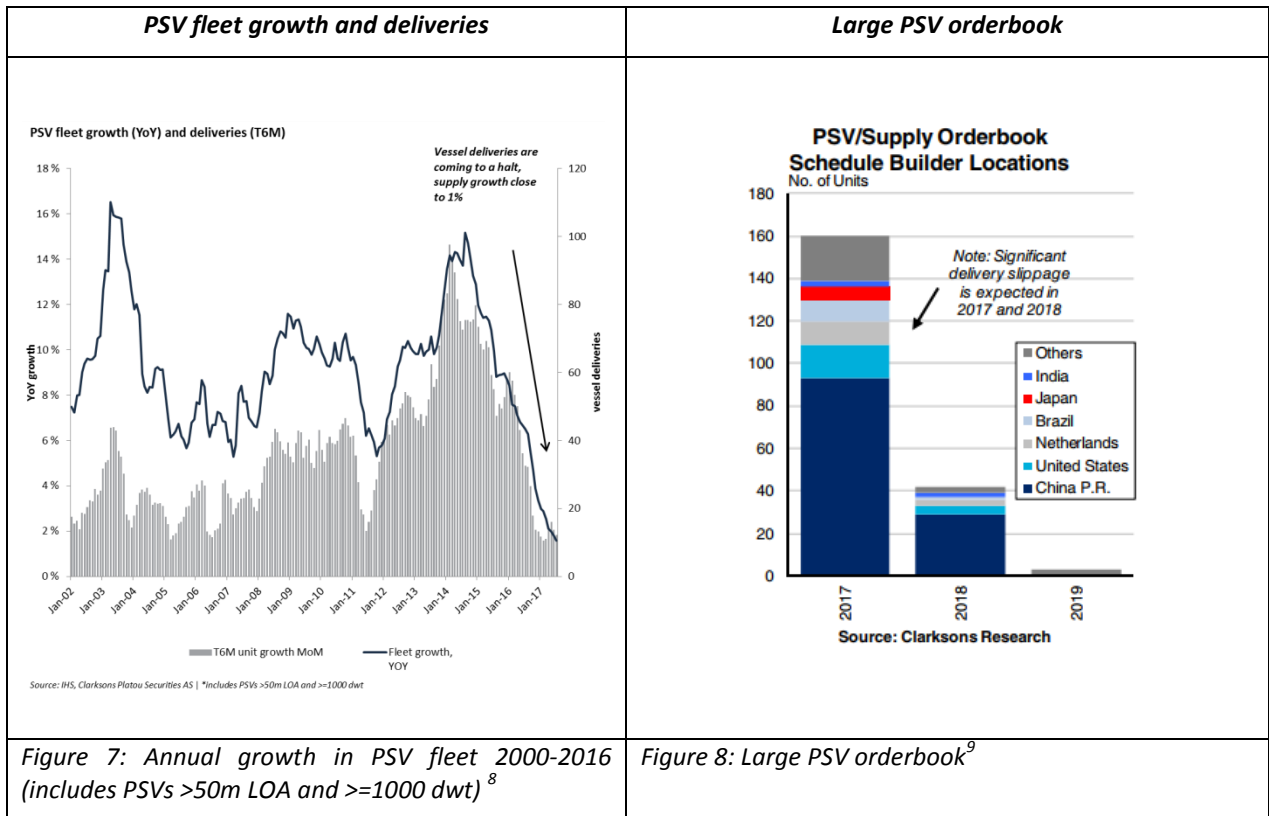 PSV fleet growth and deliveries
Large PSV orderbook
PSV fleet growth (YoY) and deliveries (T6M)
Vessel deliveries are
coming to a halt,
supply growth close
to 1%
18 %
16 %
14 %
12 %
10 %
8 %
6 %
4 %
2 %
0 %
YoY growth
120
100
80
60
40
20
0
vessel deliveries
Jan-02
Jan-03
Jan-04
Jan-05
Jan-06
Jan-07
Jan-08
Jan-09
Jan-10
Jan-11
Jan-12
Jan-13
Jan-14
Jan-15
Jan-16
Jan-17
T6M unit growth MoM
Fleet growth,
YOY
Source: IHS, Clarksons Platou Securities AS | *includes PSVs >50m LOA and >=1000 dwt
PSV/Supply Orderbook
Schedule Builder Locations
No. of Units
180
160
140
120
100
80
60
40
20
0
Note: Significant
delivery slippage
is expected in
2017 and 2018
Others
India
Japan
Brazil
Netherlands
United States
China P.R.
2017
2018
2019
Source: Clarksons Research
Figure 7: Annual growth in PSV fleet 2000-2016
(includes PSVs >50m LOA and >=1000 dwt) 8
Figure 8: Large PSV orderbook9